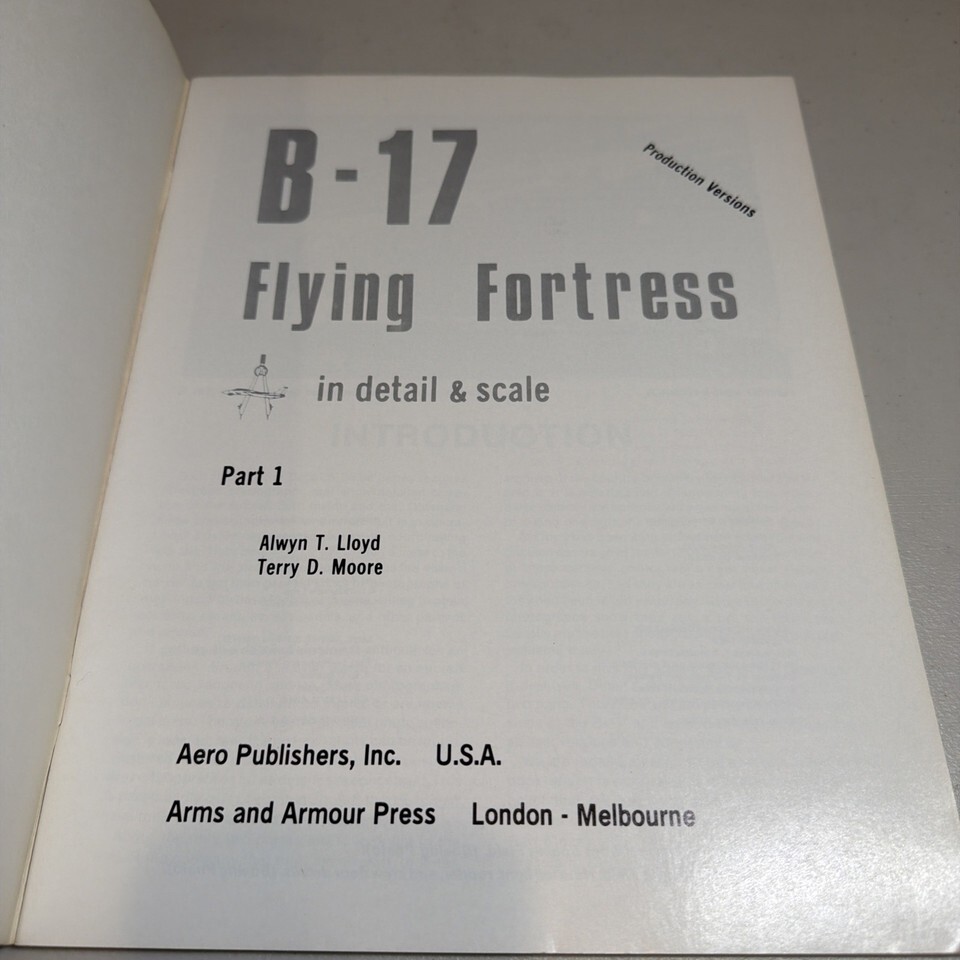 B-17
Production Versions
Flying Fortress
in detail & scale
INTRODUCTION
Part 1
Alwyn T. Lloyd
Terry D. Moore
Aero Publishers, Inc. U.S.A.
Arms and Armour Press London - Melbourne